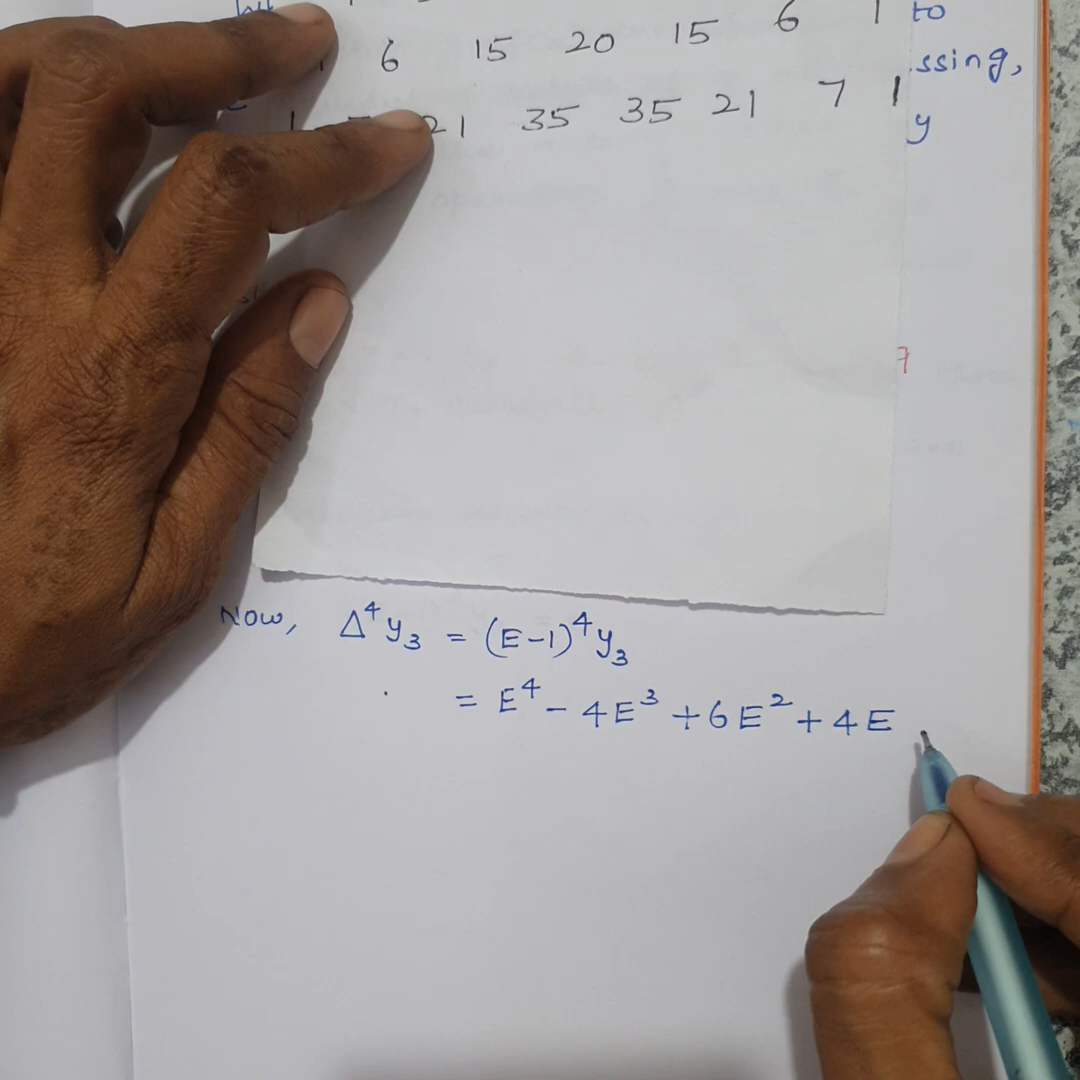 6 15 20 15 6 1 to
ssing,
21 35 35 21 7 1
y
7
Now, Δ⁴y₃ = (E-1)⁴y₃
= E⁴ - 4E³ + 6E² + 4E